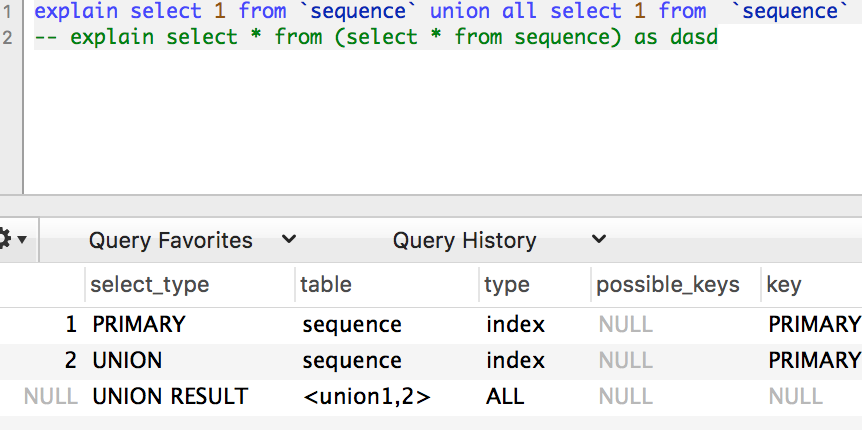 1 explain select 1 from `sequence` union all select 1 from  `sequence`
2 -- explain select * from (select * from sequence) as dasd
Query Favorites Query History
select_type table type possible_keys key
1 PRIMARY sequence index NULL PRIMARY
2 UNION sequence index NULL PRIMARY
NULL UNION RESULT <union1,2> ALL NULL NULL